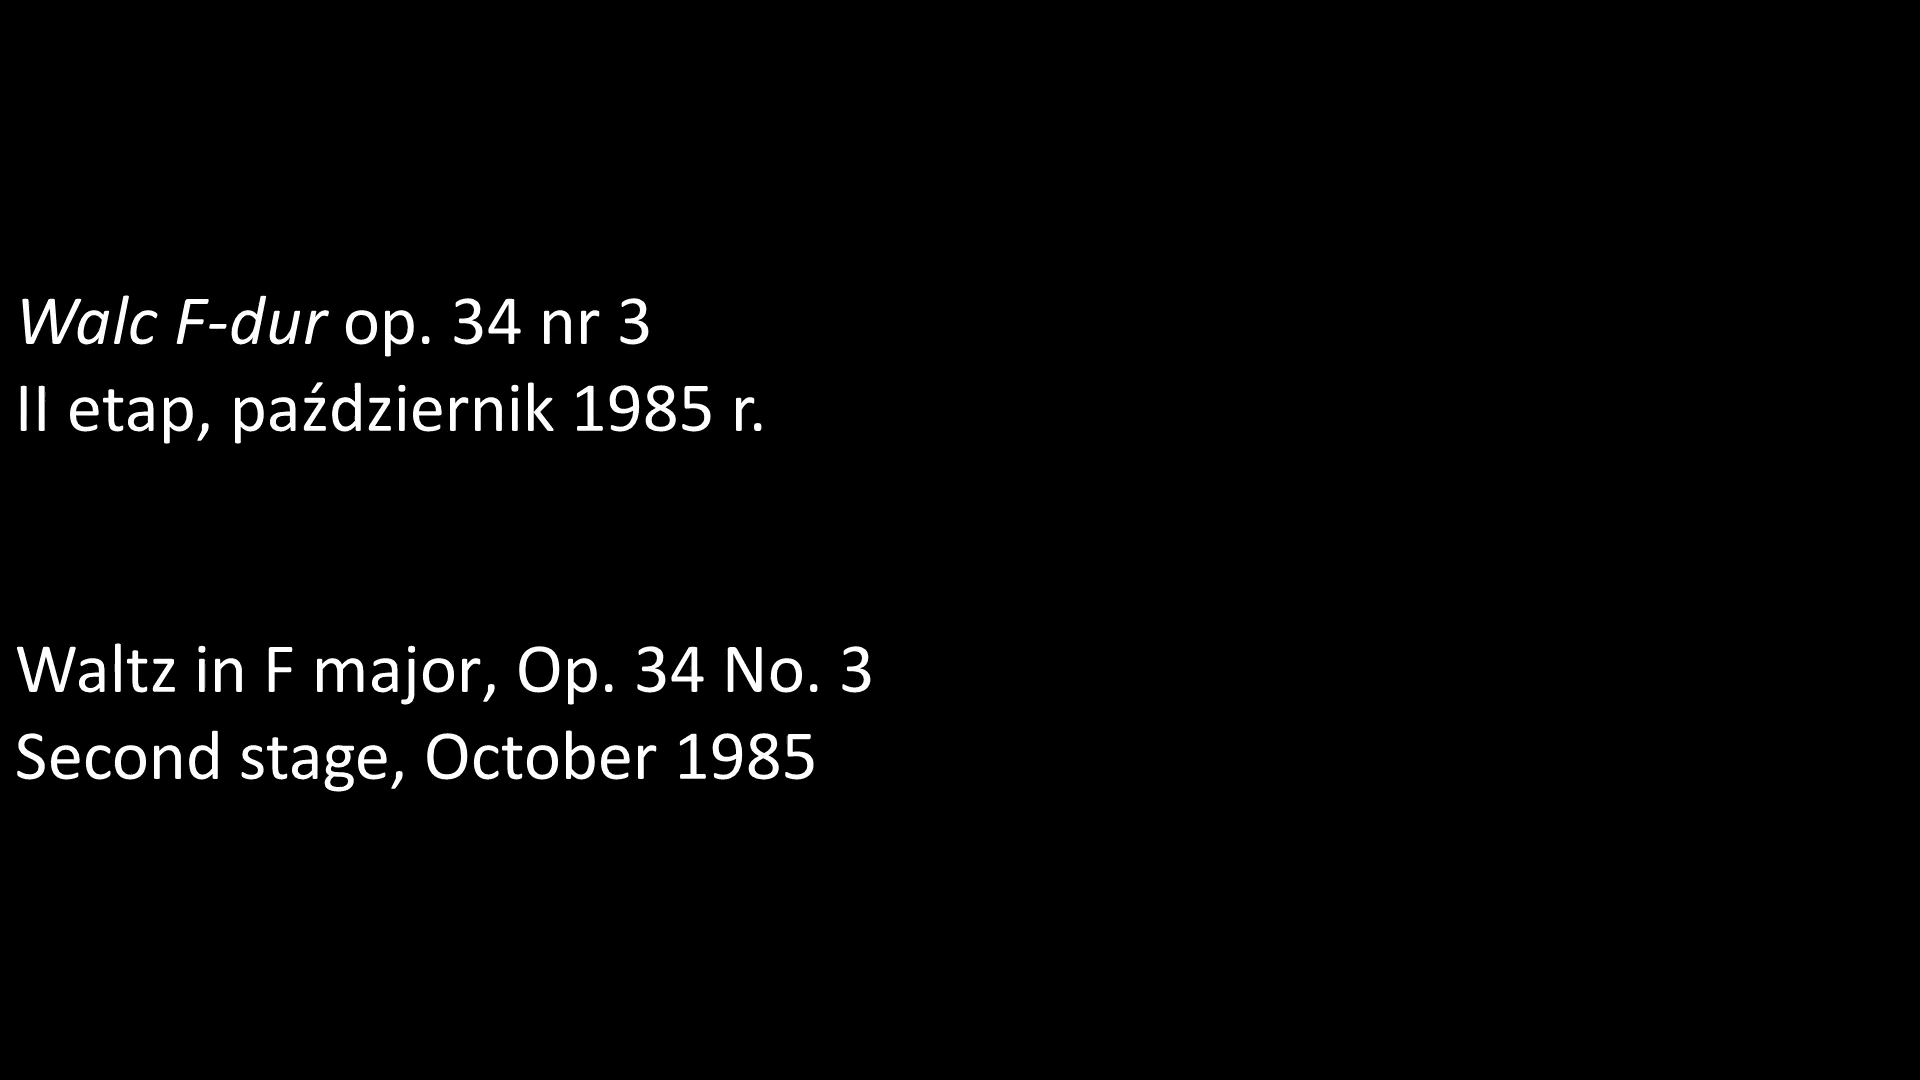 Walc F-dur op. 34 nr 3
II etap, październik 1985 r.
Waltz in F major, Op. 34 No. 3
Second stage, October 1985